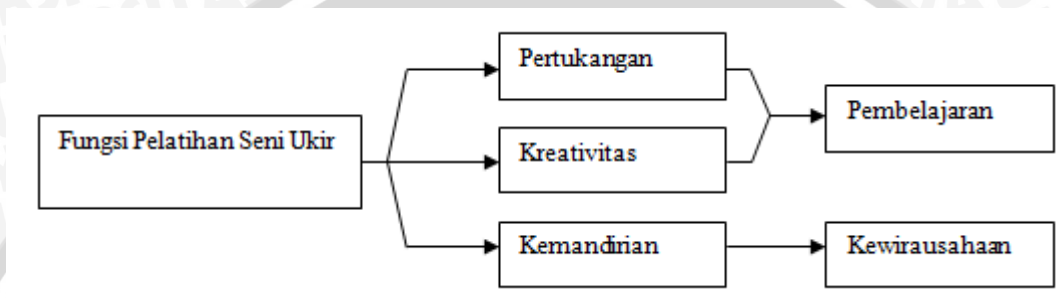 Fungsi Pelatihan Seni Ukir
Pertukangan
Kreativitas
Kemandirian
Pembelajaran
Kewirausahaan